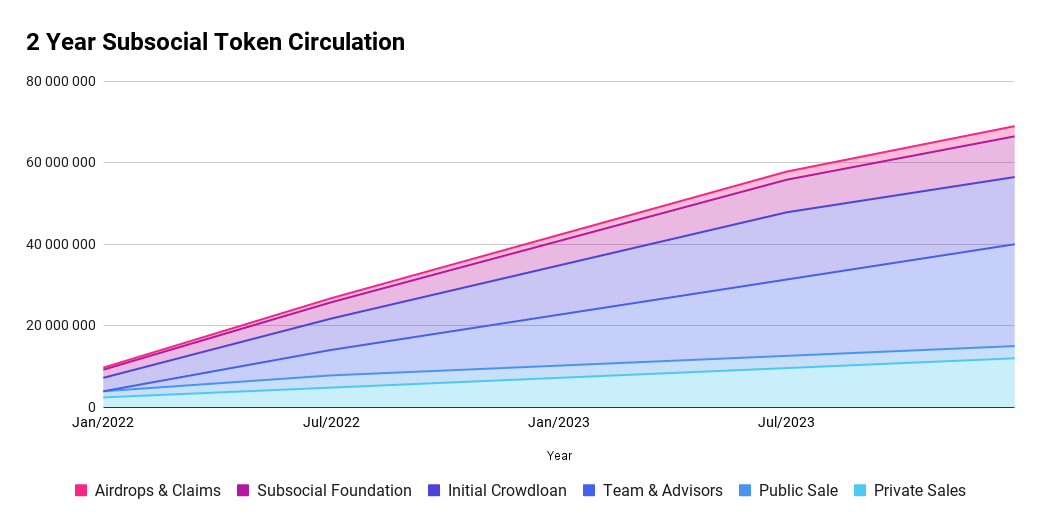 2 Year Subsocial Token Circulation
80 000 000
60 000 000
40 000 000
20 000 000
0
Jan/2022 Jul/2022 Jan/2023 Jul/2023
Year
Airdrops & Claims Subsocial Foundation Initial Crowdloan Team & Advisors Public Sale Private Sales